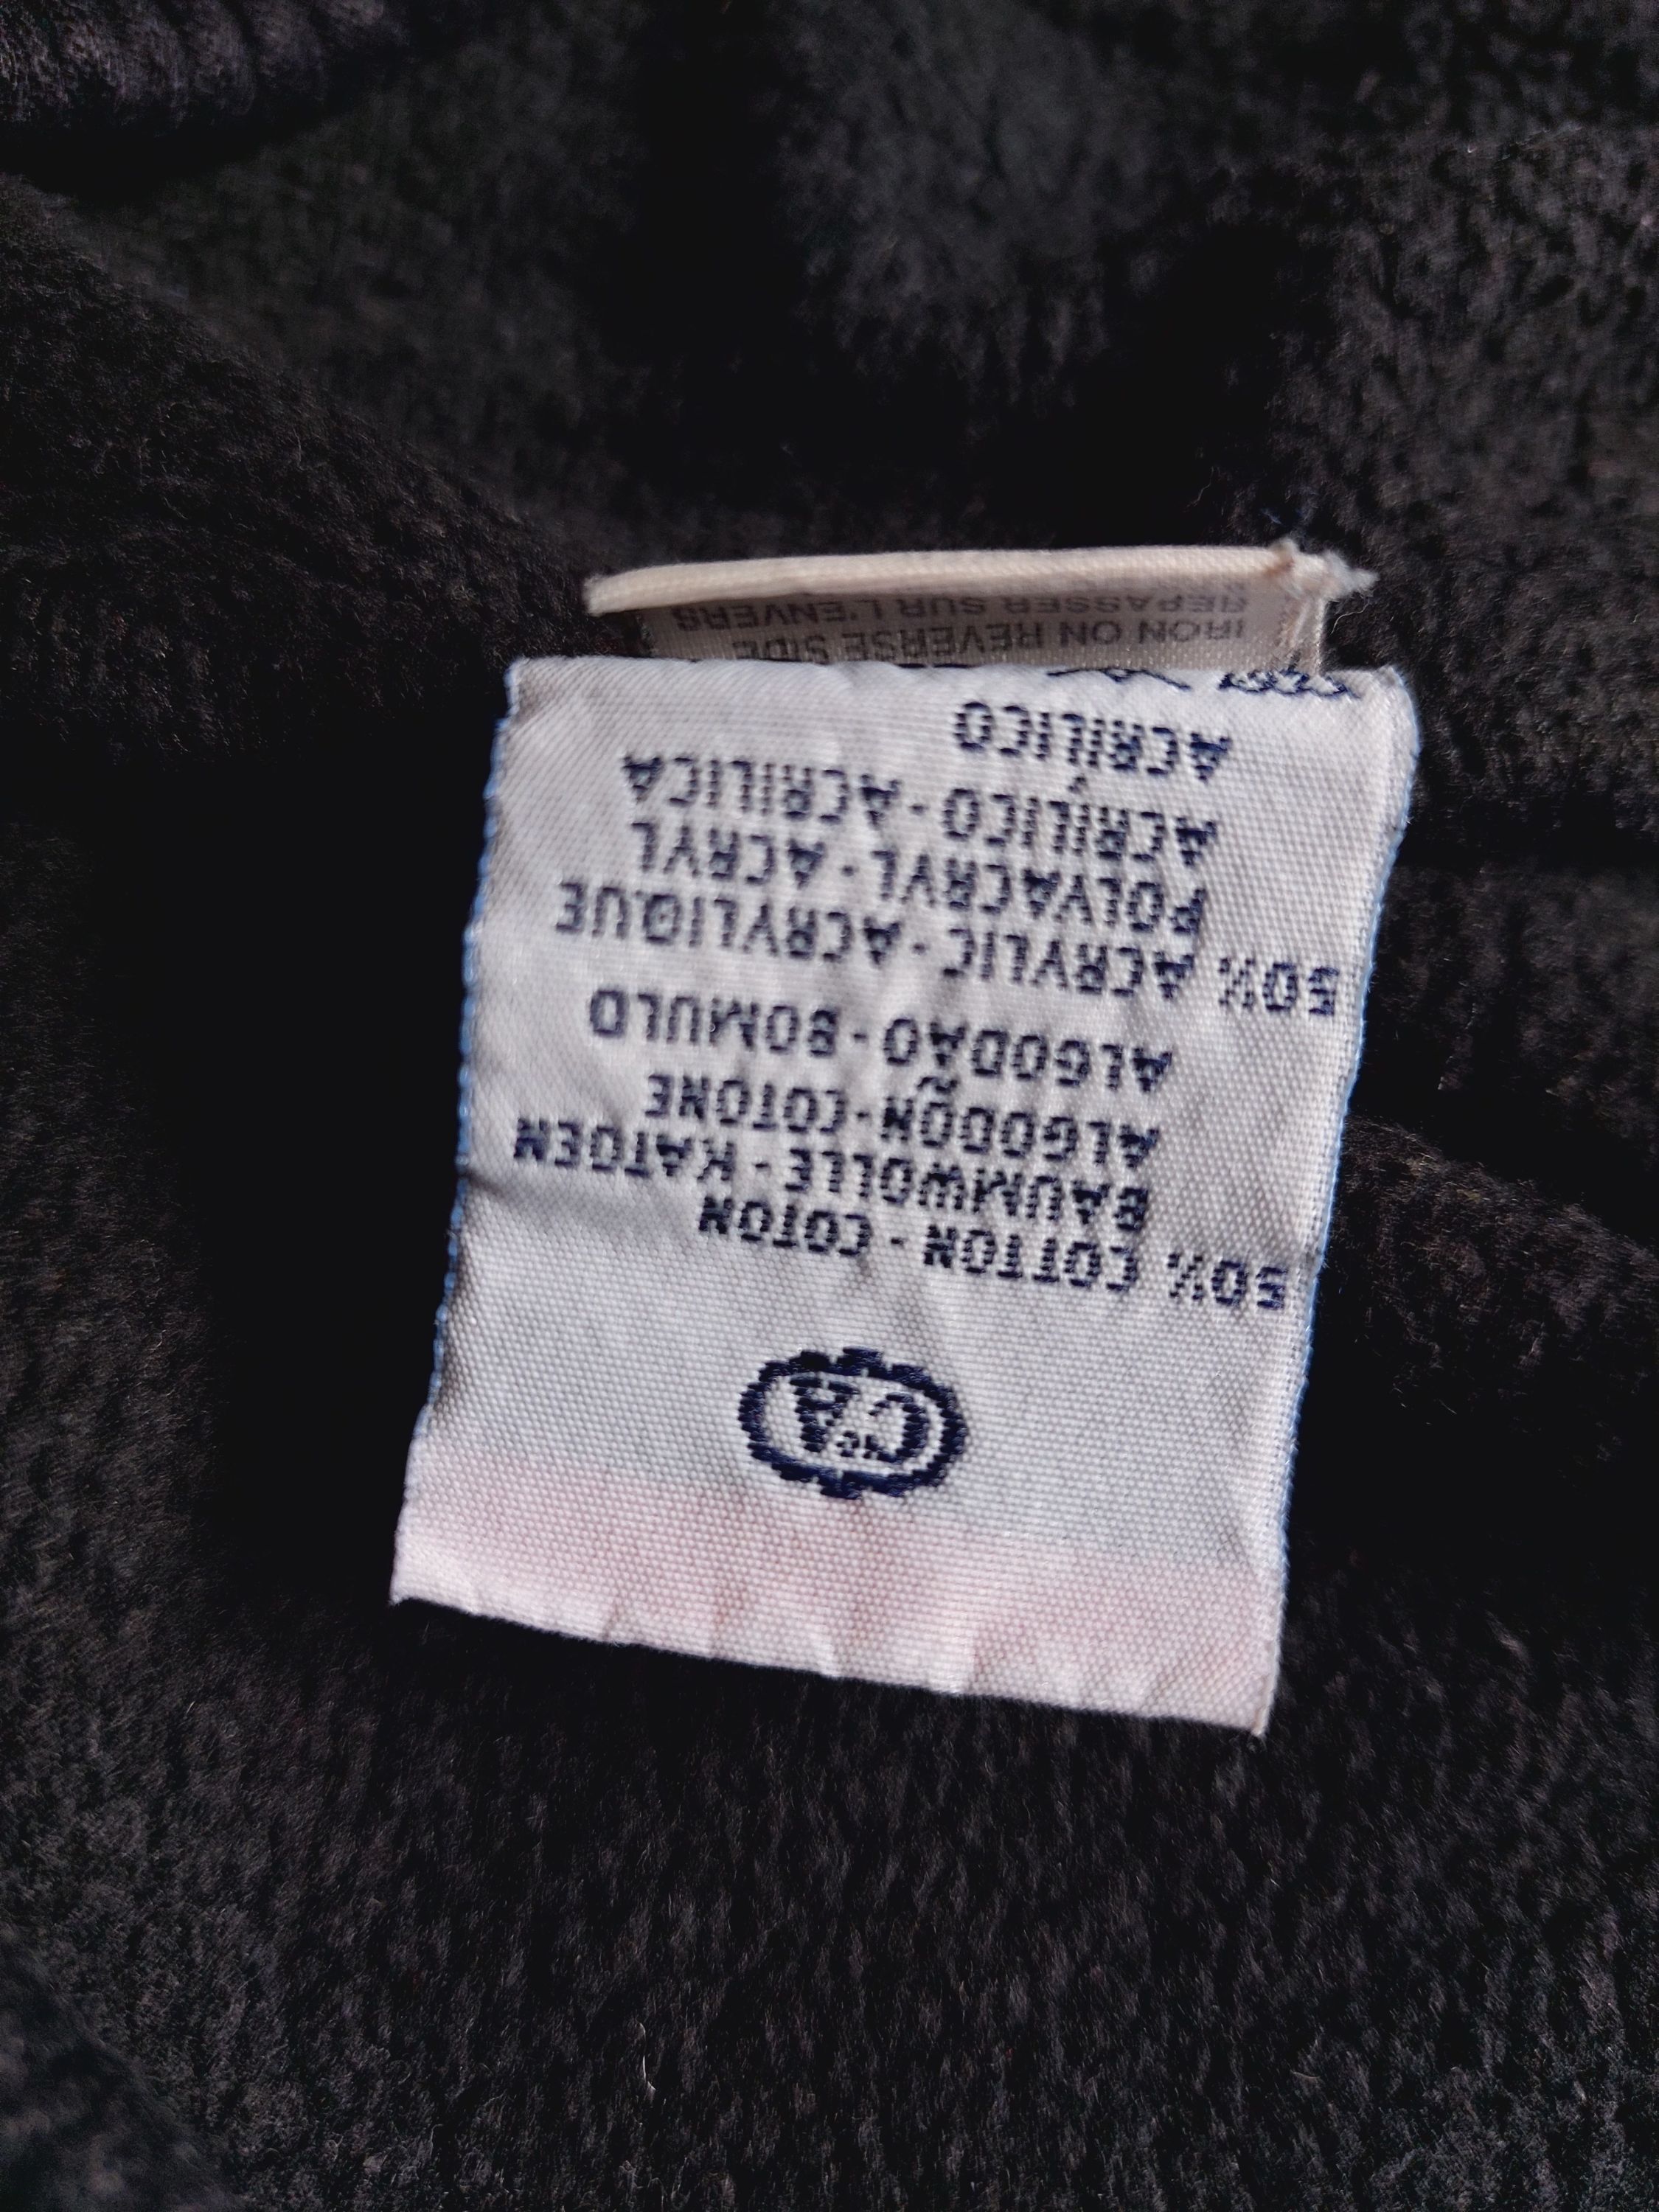 C&A
50% COTTON - COTON
BAUMWOLLE - KATOEN
ALGODÓN - COTONE
ALGODÃO - BOMULD
50% ACRYLIC - ACRYLIQUE
POLYACRYL - ACRYL
ACRÍLICO - ACRILICA
ACRILICO
IRON ON REVERSE SIDE
REPASSER SUR L'ENVERS